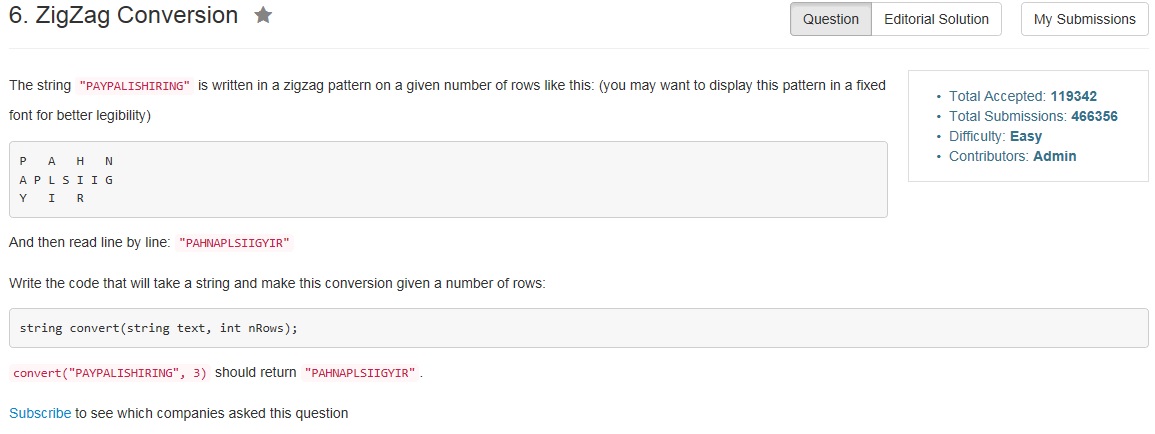 6. ZigZag Conversion ★
Question Editorial Solution My Submissions
The string "PAYPALISHIRING" is written in a zigzag pattern on a given number of rows like this: (you may want to display this pattern in a fixed
font for better legibility)
P   A   H   N
A P L S I I G
Y   I   R
And then read line by line: "PAHNAPLSIIGYIR"
Write the code that will take a string and make this conversion given a number of rows:
string convert(string text, int nRows);
convert("PAYPALISHIRING", 3) should return "PAHNAPLSIIGYIR" .
Subscribe to see which companies asked this question
• Total Accepted: 119342
• Total Submissions: 466356
• Difficulty: Easy
• Contributors: Admin